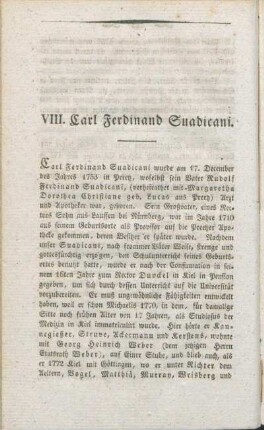 VIII. Carl Ferdinand Suadicani.
Carl Ferdinand Suadicani wurde am 17. December
des Jahres 1753 in Preetz, woselbst sein Vater Rudolf
Ferdinand Suadicani, (verheirathet mit Margaretha
Dorothea Christiane geb. Lucas aus Preetz) Arzt
und Apotheker war, geboren. Sein Großvater, eines Pa-
stors Sohn aus Lauffen bei Nürnberg, war im Jahre 1710
aus seinem Geburtsorte als Provisor auf die Preetzer Apo-
theke gekommen, deren Besitzer er später wurde. Nachdem
unser Suadicani, nach frommer Väter Weise, strenge und
gottesfürchtig erzogen, den Schulunterricht seines Geburts-
ortes benutzt hatte, wurde er nach der Confirmation in sei-
nem 16ten Jahre zum Rector Dunckel in Kiel in Pension
gegeben, um sich durch dessen Unterricht auf die Universität
vorzubereiten. Er muß ungewöhnliche Fähigkeiten entwickelt
haben, weil er schon Michaelis 1770 in dem, für damalige
Sitte noch frühen Alter von 17 Jahren, als Studiosus der
Medizin in Kiel immatrikulirt wurde. Hier hörte er Kan-
negießer, Struve, Ackermann und Kerstens, wohnte
mit Georg Heinrich Weber (dem jetzigen Herrn
Etatsrath Weber), auf Einer Stube, und blieb auch, als
er 1772 Kiel mit Göttingen, wo er unter Richter dem
Aeltern, Vogel, Matthiä, Murray, Wrisberg und